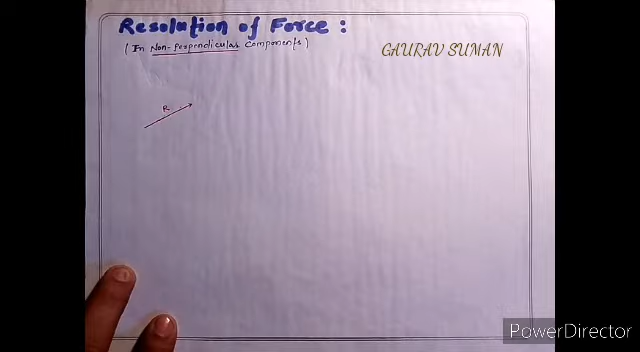 Resolution of Force :
( In Non-Perpendicular Components )
GAURAV SUMAN
R
PowerDirector